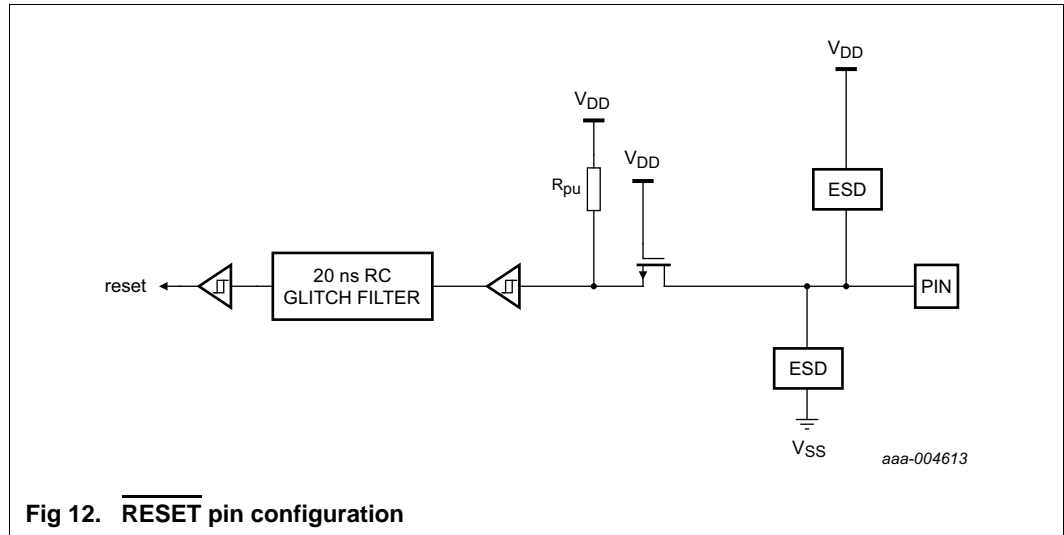 VDD
VDD
VDD
Rpu
ESD
reset
20 ns RC
GLITCH FILTER
PIN
ESD
VSS
aaa-004613
Fig 12. RESET pin configuration